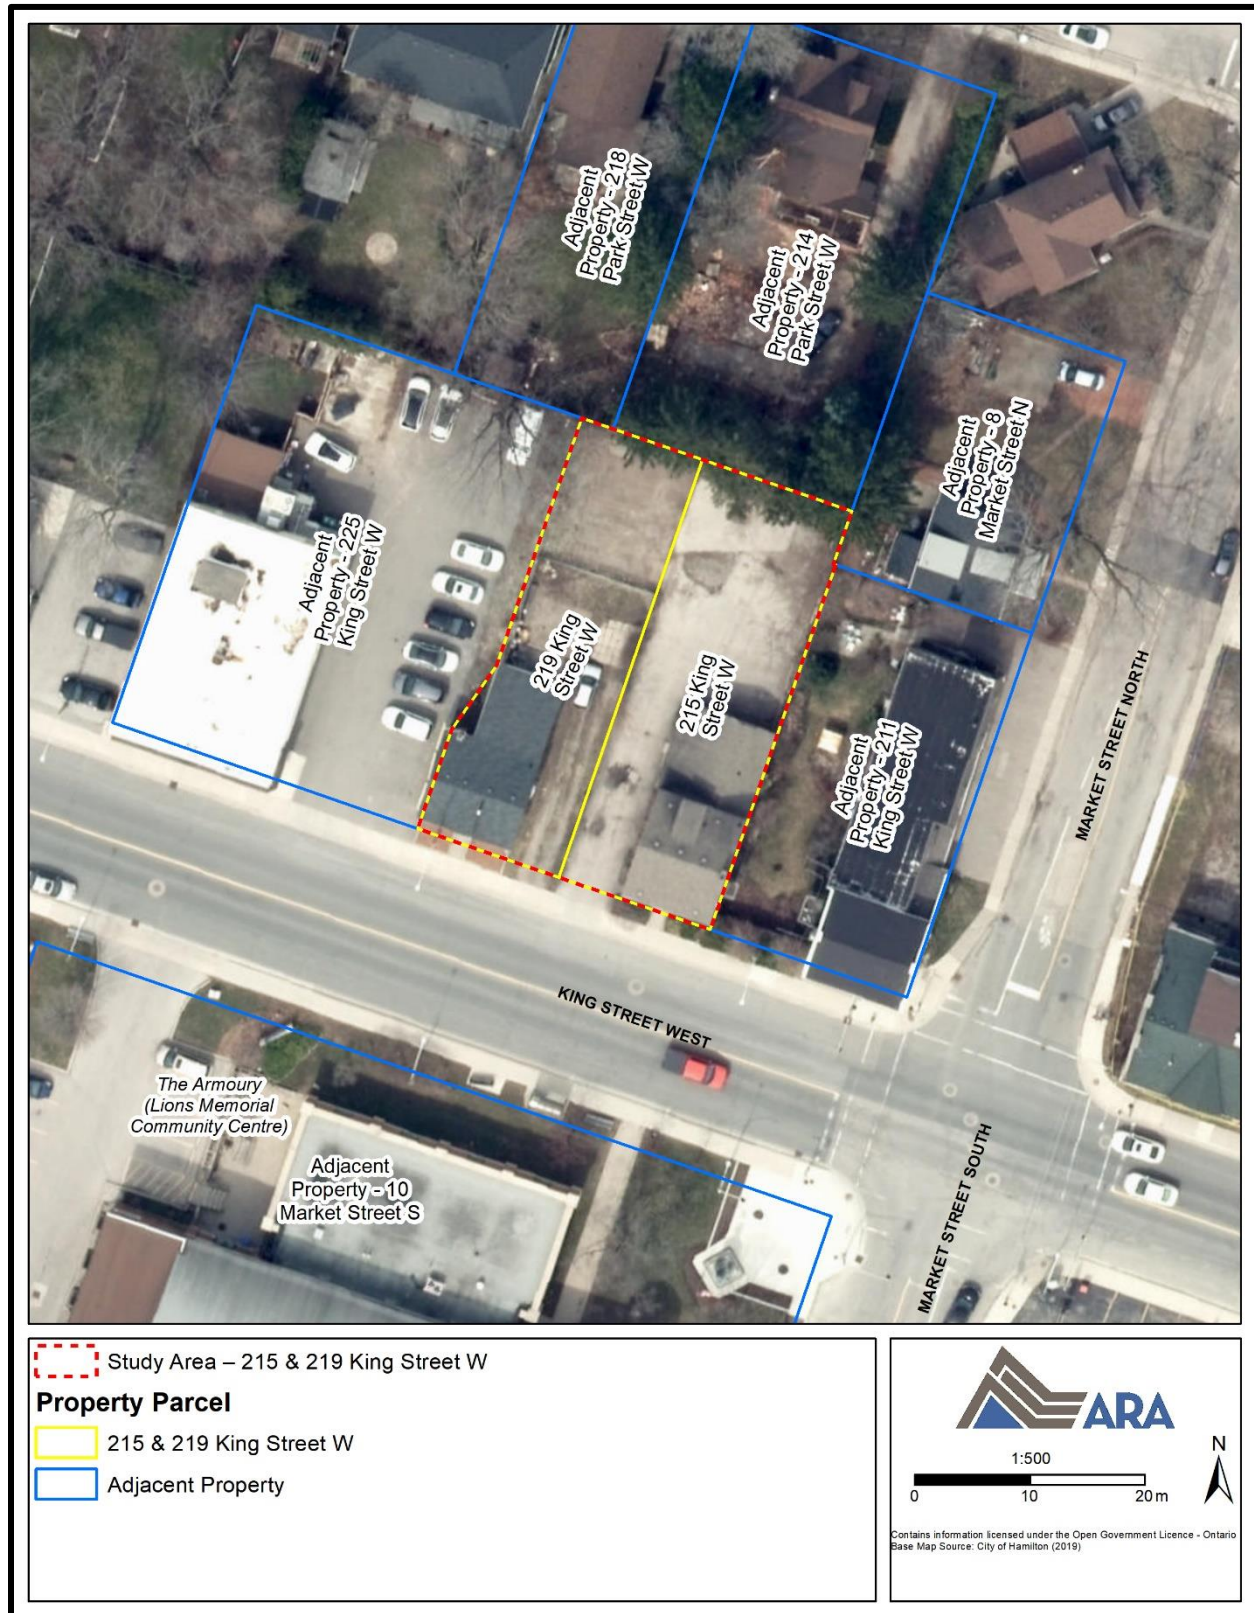 Adjacent
Property - 218
Park Street W
Adjacent
Property - 214
Park Street W
Adjacent
Property - 8
Market Street N
Adjacent
Property - 225
King Street W
219 King
Street W
215 King
Street W
Adjacent
Property - 211
King Street W
MARKET STREET NORTH
KING STREET WEST
The Armoury
(Lions Memorial
Community Centre)
Adjacent
Property - 10
Market Street S
MARKET STREET SOUTH
Study Area – 215 & 219 King Street W
Property Parcel
215 & 219 King Street W
Adjacent Property
ARA
1:500
N
0 10 20 m
Contains information licensed under the Open Government Licence - Ontario
Base Map Source: City of Hamilton (2019)